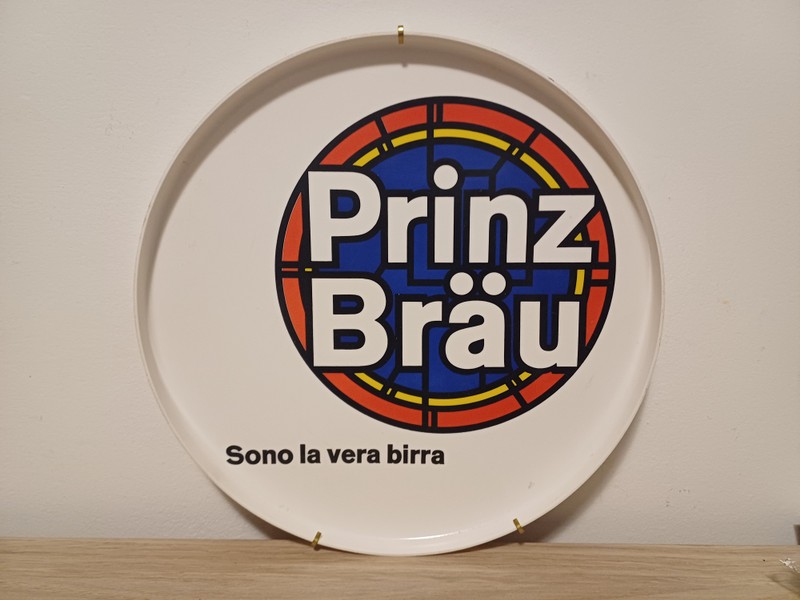 Prinz
Bräu
Sono la vera birra